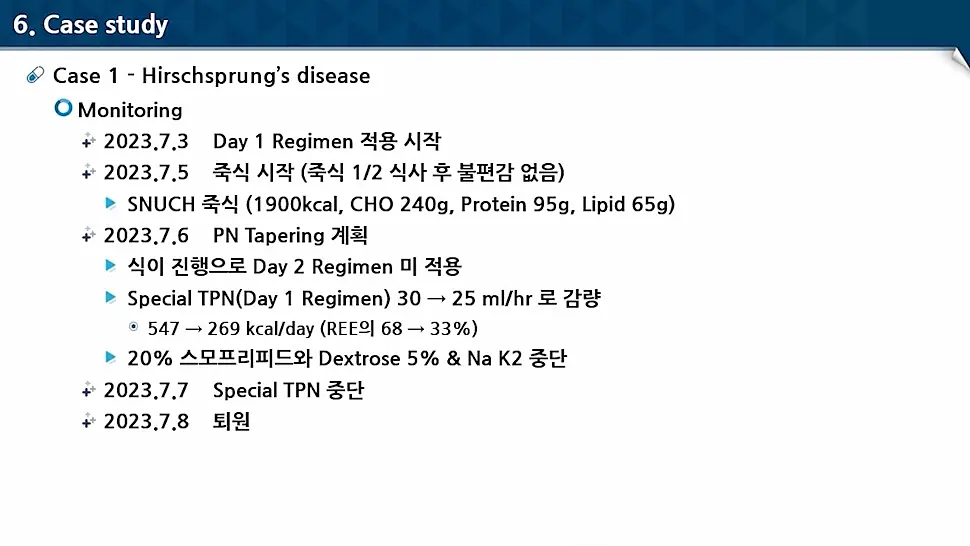 6. Case study
Case 1 - Hirschsprung's disease
Monitoring
2023.7.3 Day 1 Regimen 적용 시작
2023.7.5 죽식 시작 (죽식 1/2 식사 후 불편감 없음)
SNUCH 죽식 (1900kcal, CHO 240g, Protein 95g, Lipid 65g)
2023.7.6 PN Tapering 계획
식이 진행으로 Day 2 Regimen 미 적용
Special TPN(Day 1 Regimen) 30 → 25 ml/hr 로 감량
547 → 269 kcal/day (REE의 68 → 33%)
20% 스모프리피드와 Dextrose 5% & Na K2 중단
2023.7.7 Special TPN 중단
2023.7.8 퇴원